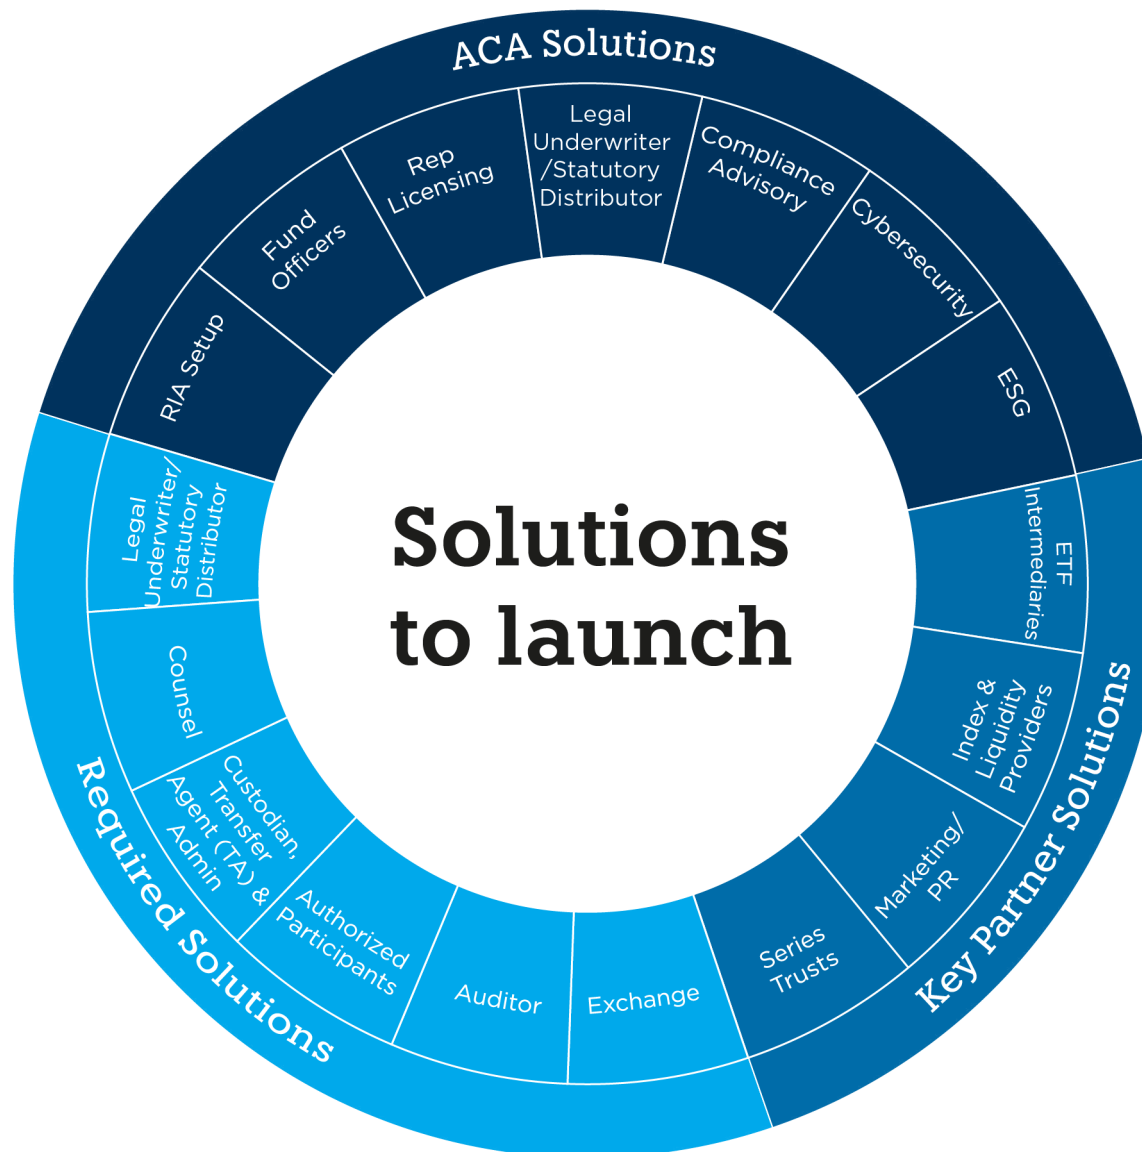 ACA Solutions
RIA Setup
Fund
Officers
Rep
Licensing
Legal
Underwriter
/Statutory
Distributor
Compliance
Advisory
Cybersecurity
ESG
Key Partner Solutions
ETF
Intermediaries
Index &
Liquidity
Providers
Marketing/
PR
Series
Trusts
Required Solutions
Exchange
Auditor
Authorized
Participants
Custodian,
Transfer
Agent (TA) &
Admin
Counsel
Legal
Underwriter/
Statutory
Distributor
Solutions
to launch